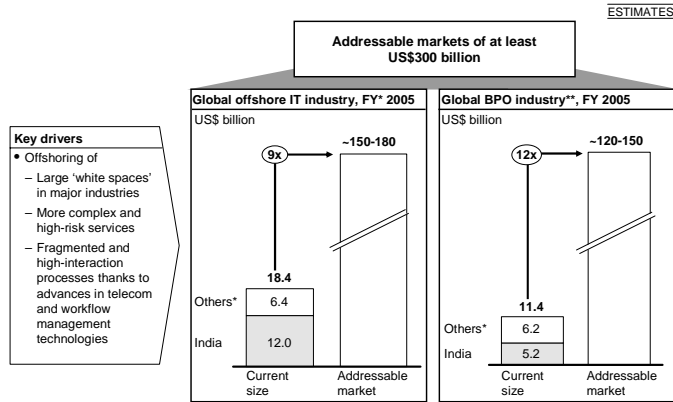 ESTIMATES
Addressable markets of at least
US$300 billion
Key drivers
• Offshoring of
– Large ‘white spaces’
in major industries
– More complex and
high-risk services
– Fragmented and
high-interaction
processes thanks to
advances in telecom
and workflow
management
technologies
Global offshore IT industry, FY* 2005
US$ billion
9x
~150-180
18.4
Others*
6.4
India
12.0
Current
size
Addressable
market
Global BPO industry**, FY 2005
US$ billion
12x
~120-150
11.4
Others*
6.2
India
5.2
Current
size
Addressable
market